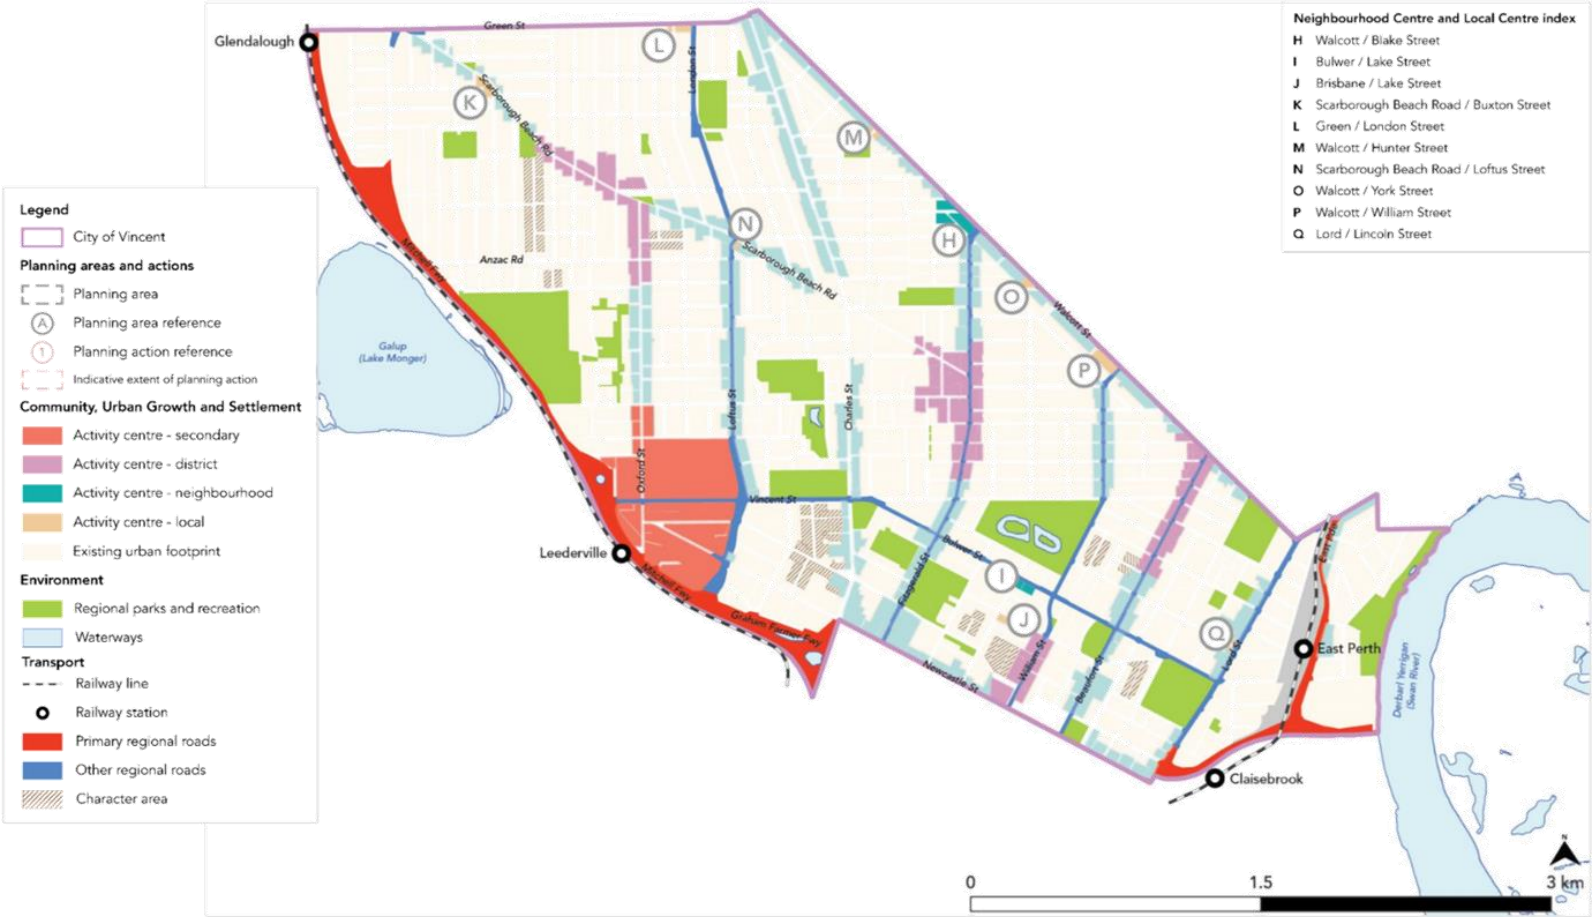 Neighbourhood Centre and Local Centre index
H Walcott / Blake Street
I Bulwer / Lake Street
J Brisbane / Lake Street
K Scarborough Beach Road / Buxton Street
L Green / London Street
M Walcott / Hunter Street
N Scarborough Beach Road / Loftus Street
O Walcott / York Street
P Walcott / William Street
Q Lord / Lincoln Street
Legend
City of Vincent
Planning areas and actions
Planning area
A Planning area reference
1 Planning action reference
Indicative extent of planning action
Community, Urban Growth and Settlement
Activity centre - secondary
Activity centre - district
Activity centre - neighbourhood
Activity centre - local
Existing urban footprint
Environment
Regional parks and recreation
Waterways
Transport
Railway line
Railway station
Primary regional roads
Other regional roads
Character area
Glendalough
Green St
L
London St
K
Scarborough Beach Rd
M
N
H
Mitchell Fwy
Anzac Rd
Scarborough Beach Rd
O
Walcott St
Galup
(Lake Monger)
P
Loftus St
Charles St
Oxford St
Vincent St
Leederville
Mitchell Fwy
Bulwer St
Fitzgerald St
I
East Pde
Graham Farmer Fwy
J
Q
Lord St
East Perth
Newcastle St
William St
Beaufort St
Derbarl Yerrigan
(Swan River)
Claisebrook
N
0 1.5 3 km